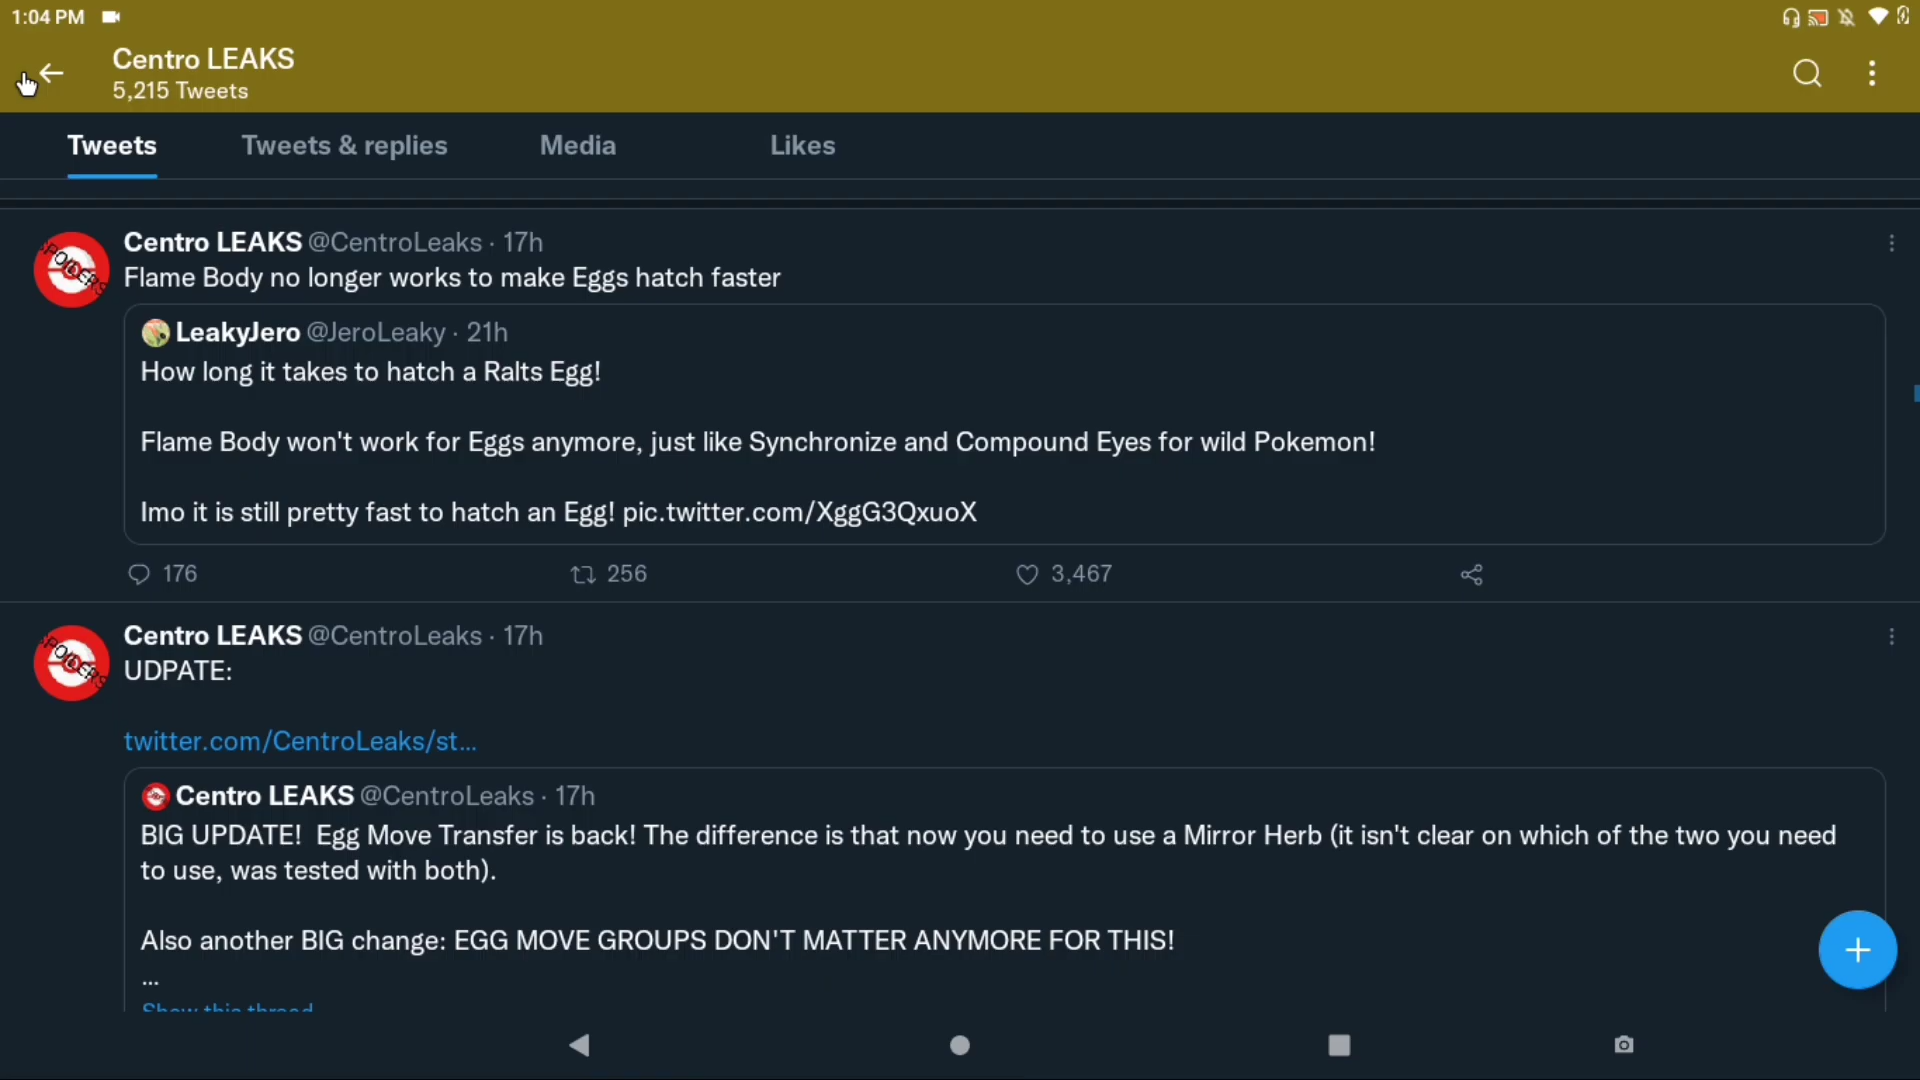 1:04 PM
Centro LEAKS
5,215 Tweets
Tweets
Tweets & replies
Media
Likes
Centro LEAKS @CentroLeaks · 17h
Flame Body no longer works to make Eggs hatch faster
LeakyJero @JeroLeaky · 21h
How long it takes to hatch a Ralts Egg!
Flame Body won't work for Eggs anymore, just like Synchronize and Compound Eyes for wild Pokemon!
Imo it is still pretty fast to hatch an Egg! pic.twitter.com/XggG3QxuoX
176
256
3,467
Centro LEAKS @CentroLeaks · 17h
UDPATE:
twitter.com/CentroLeaks/st...
Centro LEAKS @CentroLeaks · 17h
BIG UPDATE!  Egg Move Transfer is back! The difference is that now you need to use a Mirror Herb (it isn't clear on which of the two you need
to use, was tested with both).
Also another BIG change: EGG MOVE GROUPS DON'T MATTER ANYMORE FOR THIS!
...
Show this thread